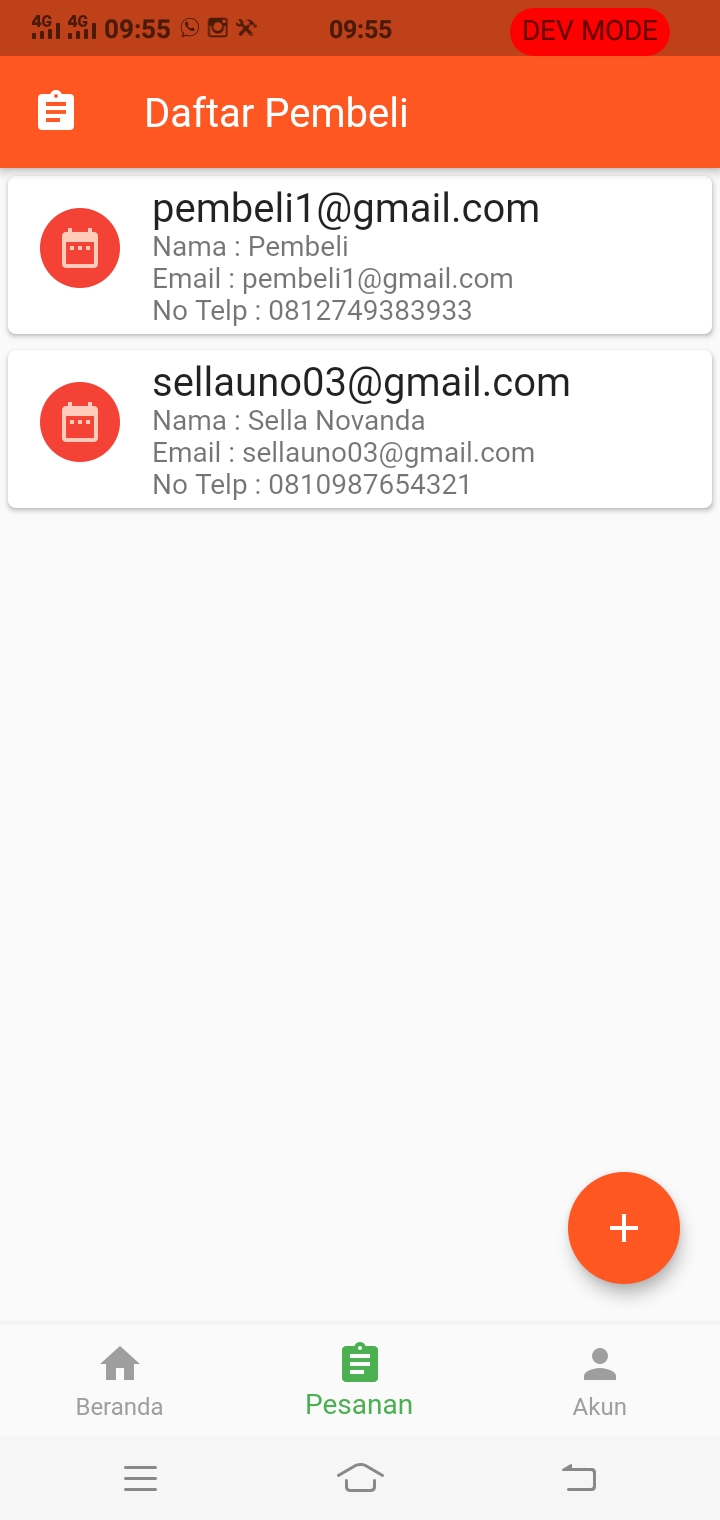 4G 4G 09:55 09:55 DEV MODE
Daftar Pembeli
pembeli1@gmail.com
Nama : Pembeli
Email : pembeli1@gmail.com
No Telp : 0812749383933
sellauno03@gmail.com
Nama : Sella Novanda
Email : sellauno03@gmail.com
No Telp : 0810987654321
Beranda Pesanan Akun